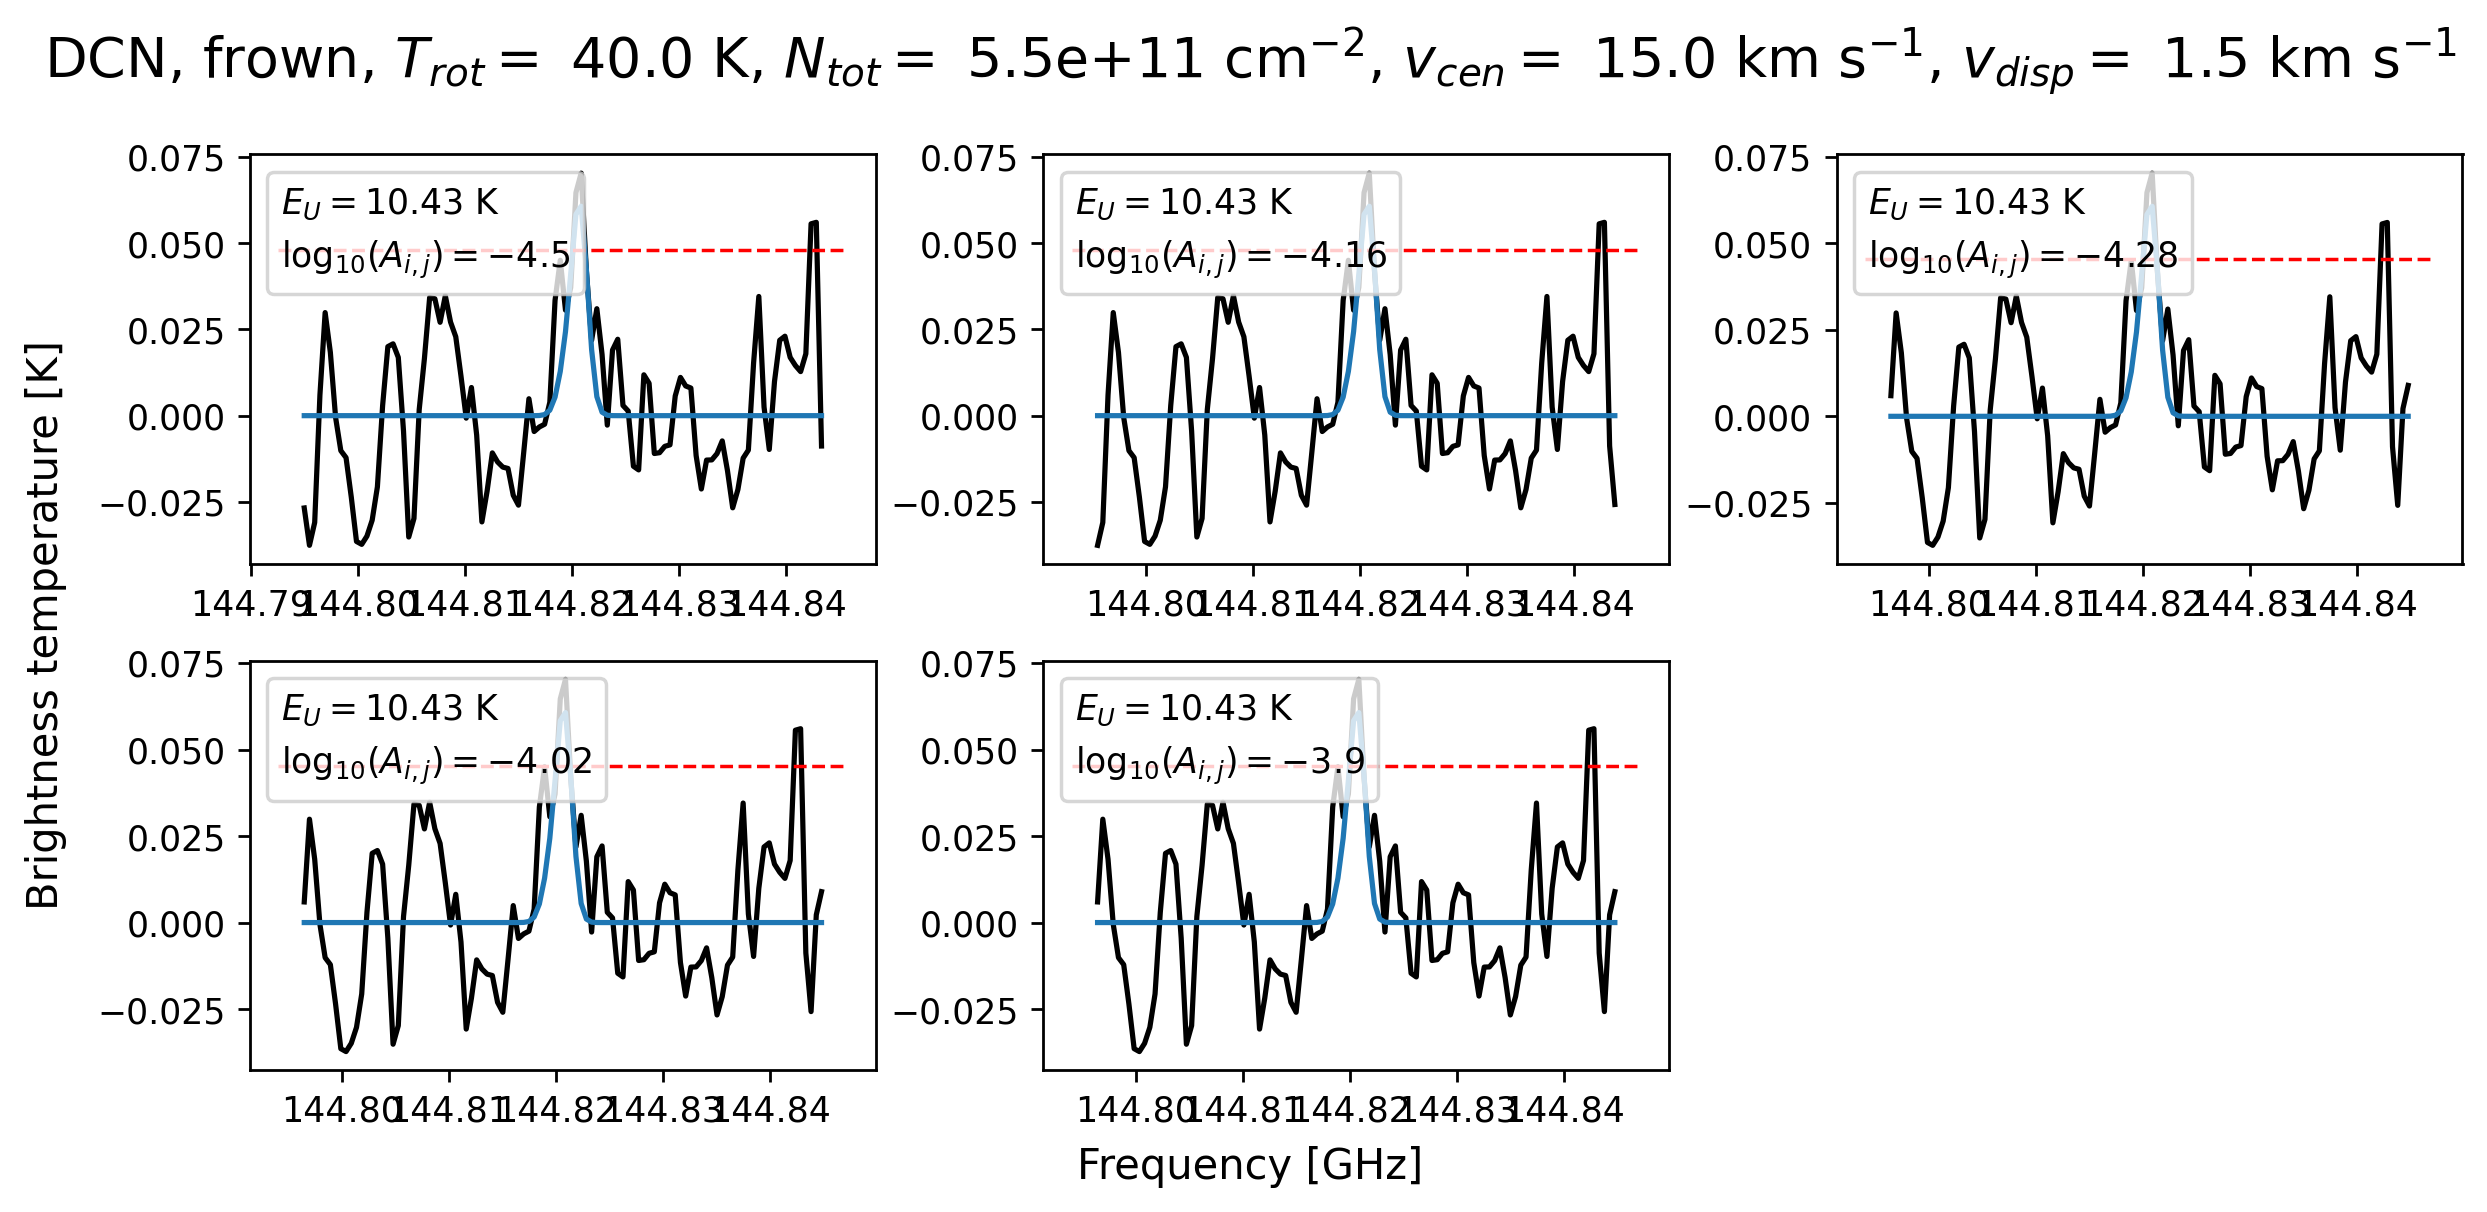 DCN, frown, T_rot = 40.0 K, N_tot = 5.5e+11 cm⁻², v_cen = 15.0 km s⁻¹, v_disp = 1.5 km s⁻¹
Brightness temperature [K]
0.075
0.050
0.025
0.000
−0.025
E_U = 10.43 K
log₁₀(A_i,j) = −4.5
144.79 144.80 144.81 144.82 144.83 144.84
0.075
0.050
0.025
0.000
−0.025
E_U = 10.43 K
log₁₀(A_i,j) = −4.16
144.80 144.81 144.82 144.83 144.84
0.075
0.050
0.025
0.000
−0.025
E_U = 10.43 K
log₁₀(A_i,j) = −4.28
144.80 144.81 144.82 144.83 144.84
0.075
0.050
0.025
0.000
−0.025
E_U = 10.43 K
log₁₀(A_i,j) = −4.02
144.80 144.81 144.82 144.83 144.84
0.075
0.050
0.025
0.000
−0.025
E_U = 10.43 K
log₁₀(A_i,j) = −3.9
144.80 144.81 144.82 144.83 144.84
Frequency [GHz]